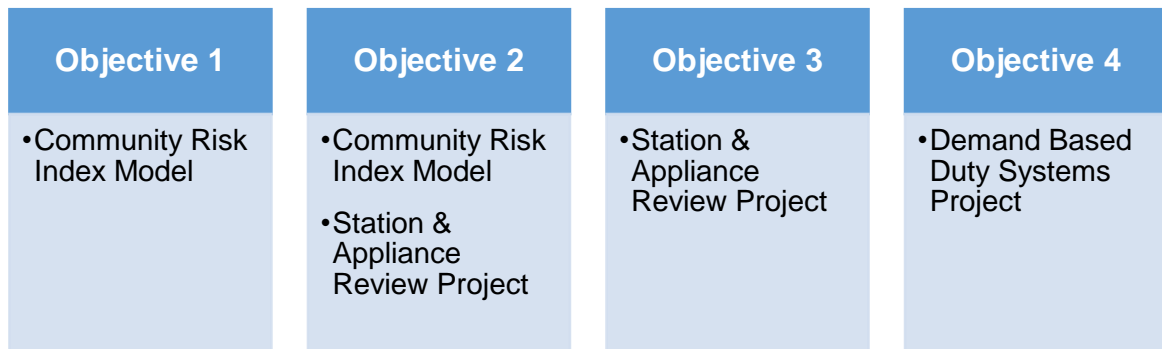 Objective 1
•Community Risk
Index Model
Objective 2
•Community Risk
Index Model
•Station &
Appliance
Review Project
Objective 3
•Station &
Appliance
Review Project
Objective 4
•Demand Based
Duty Systems
Project